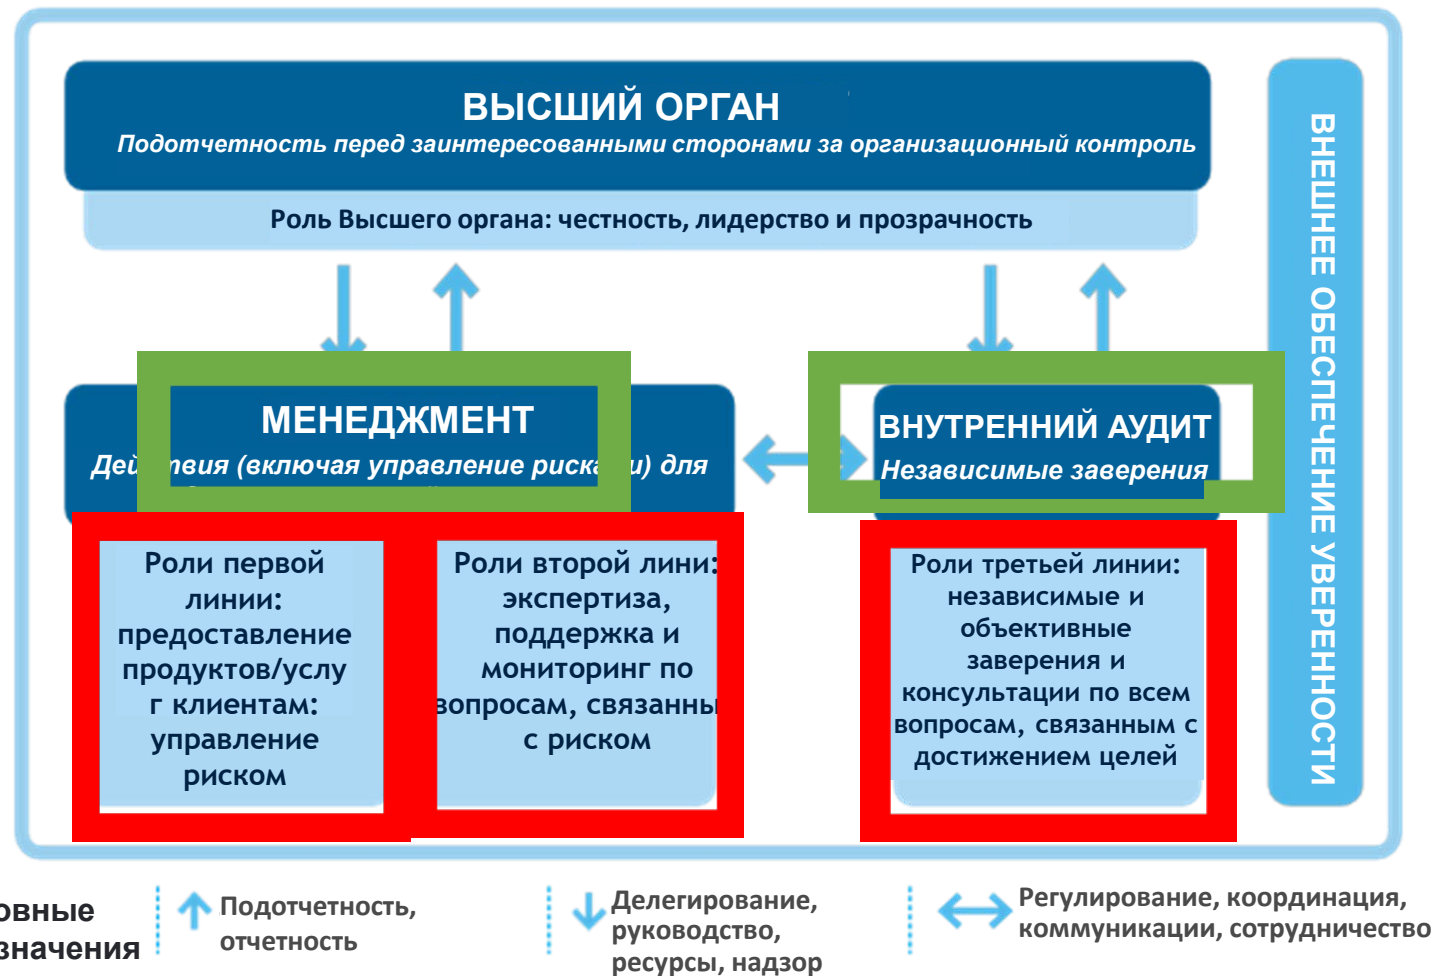 ВЫСШИЙ ОРГАН
Подотчетность перед заинтересованными сторонами за организационный контроль
Роль Высшего органа: честность, лидерство и прозрачность
МЕНЕДЖМЕНТ
(включая управление для
ВНУТРЕННИЙ АУДИТ
Независимые заверения
Роли первой
линии:
предоставление
продуктов/услу
г клиентам:
управление
риском
Роли второй лини:
экспертиза,
поддержка и
мониторинг по
вопросам, связанны
с риском
Роли третьей линии:
независимые и
объективные
заверения и
консультации по всем
вопросам, связанным с
достижением целей
ВНЕШНЕЕ ОБЕСПЕЧЕНИЕ УВЕРЕННОСТИ
овные
значения
Подотчетность,
отчетность
Делегирование,
руководство,
ресурсы, надзор
Регулирование, координация,
коммуникации, сотрудничество